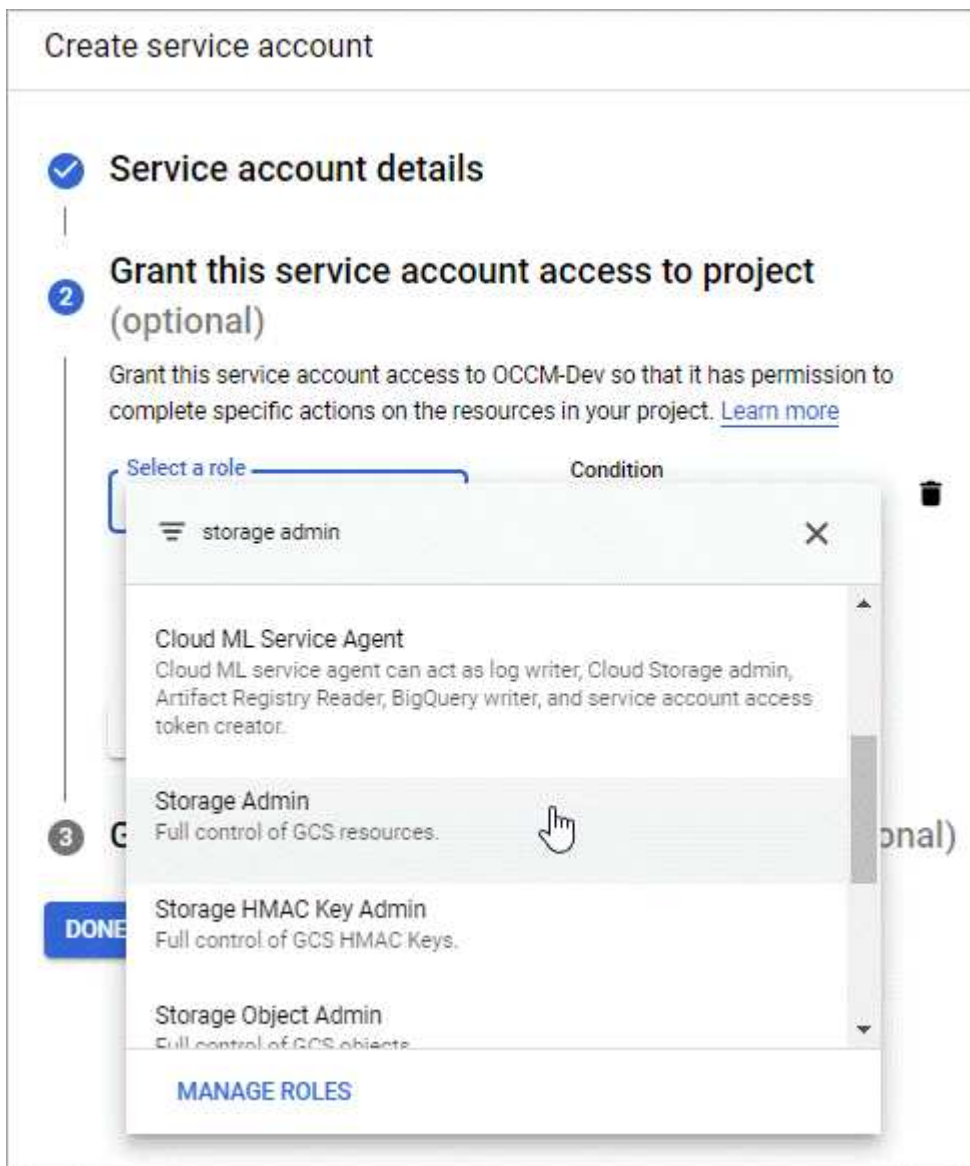 Create service account
Service account details
2
Grant this service account access to project
(optional)
Grant this service account access to OCCM-Dev so that it has permission to
complete specific actions on the resources in your project. Learn more
Select a role
Condition
storage admin
Cloud ML Service Agent
Cloud ML service agent can act as log writer, Cloud Storage admin,
Artifact Registry Reader, BigQuery writer, and service account access
token creator.
Storage Admin
Full control of GCS resources.
3
Storage HMAC Key Admin
Full control of GCS HMAC Keys.
DONE
Storage Object Admin
Full control of GCS objects
MANAGE ROLES